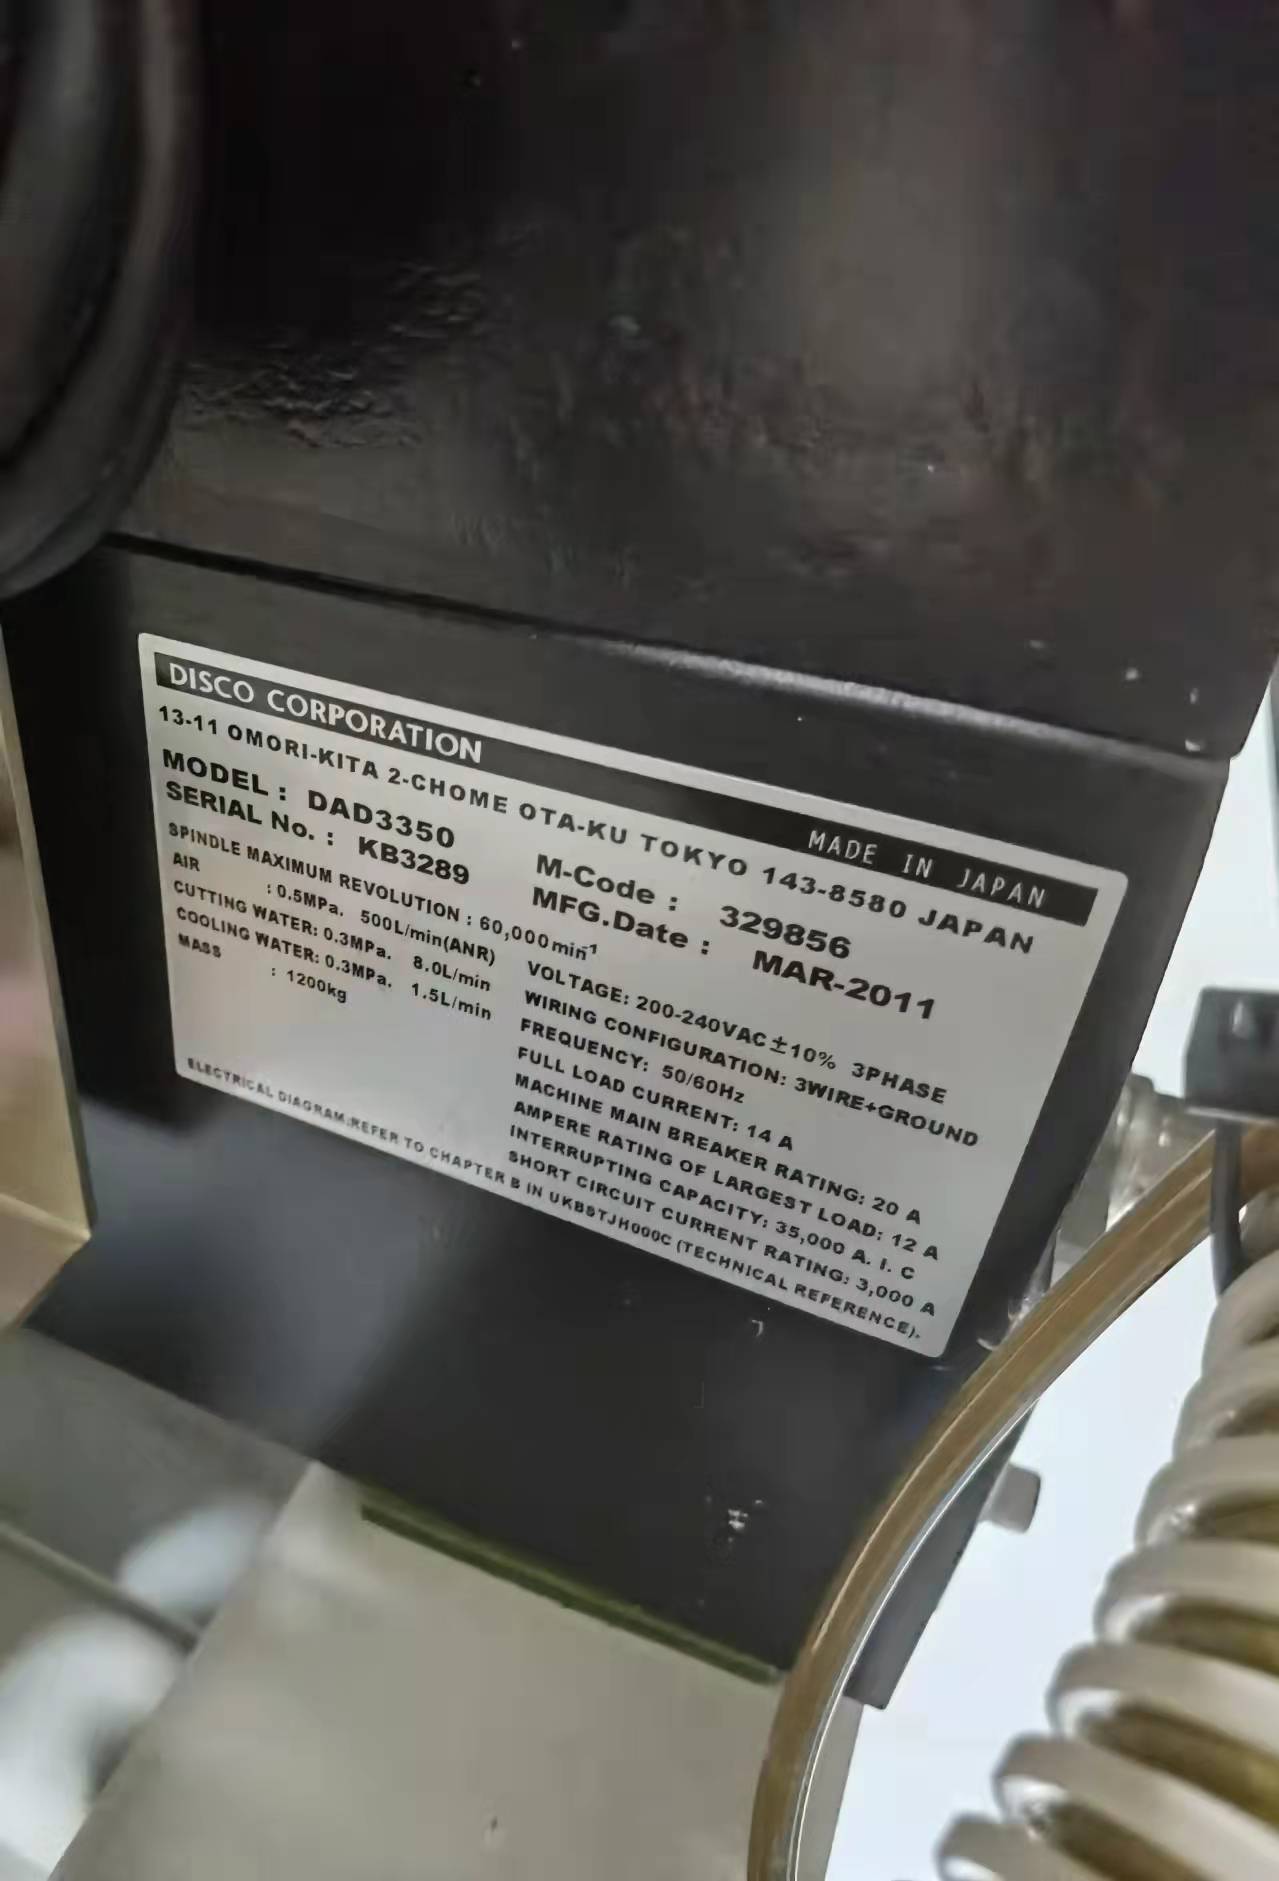 DISCO CORPORATION
MADE IN JAPAN
13-11 OMORI-KITA 2-CHOME OTA-KU TOKYO 143-8580 JAPAN
MODEL : DAD3350
M-Code : 329856
SERIAL No. : KB3289
MFG.Date : MAR-2011
SPINDLE MAXIMUM REVOLUTION : 60,000min-1
AIR : 0.5MPa. 500L/min(ANR)
CUTTING WATER: 0.3MPa. 8.0L/min
COOLING WATER: 0.3MPa. 1.5L/min
MASS : 1200kg
VOLTAGE: 200-240VAC±10% 3PHASE
WIRING CONFIGURATION: 3WIRE+GROUND
FREQUENCY: 50/60Hz
FULL LOAD CURRENT: 14 A
MACHINE MAIN BREAKER RATING: 20 A
AMPERE RATING OF LARGEST LOAD: 12 A
INTERRUPTING CAPACITY: 35,000 A. I. C
SHORT CIRCUIT CURRENT RATING: 3,000 A
ELECTRICAL DIAGRAM:REFER TO CHAPTER B IN UKBSTJH000C (TECHNICAL REFERENCE).